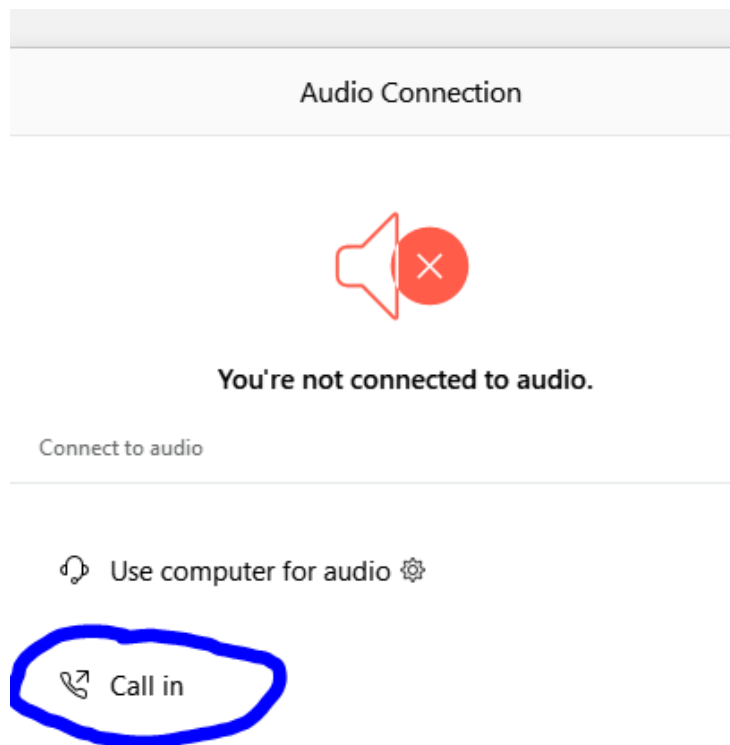 Audio Connection
You're not connected to audio.
Connect to audio
Use computer for audio
Call in